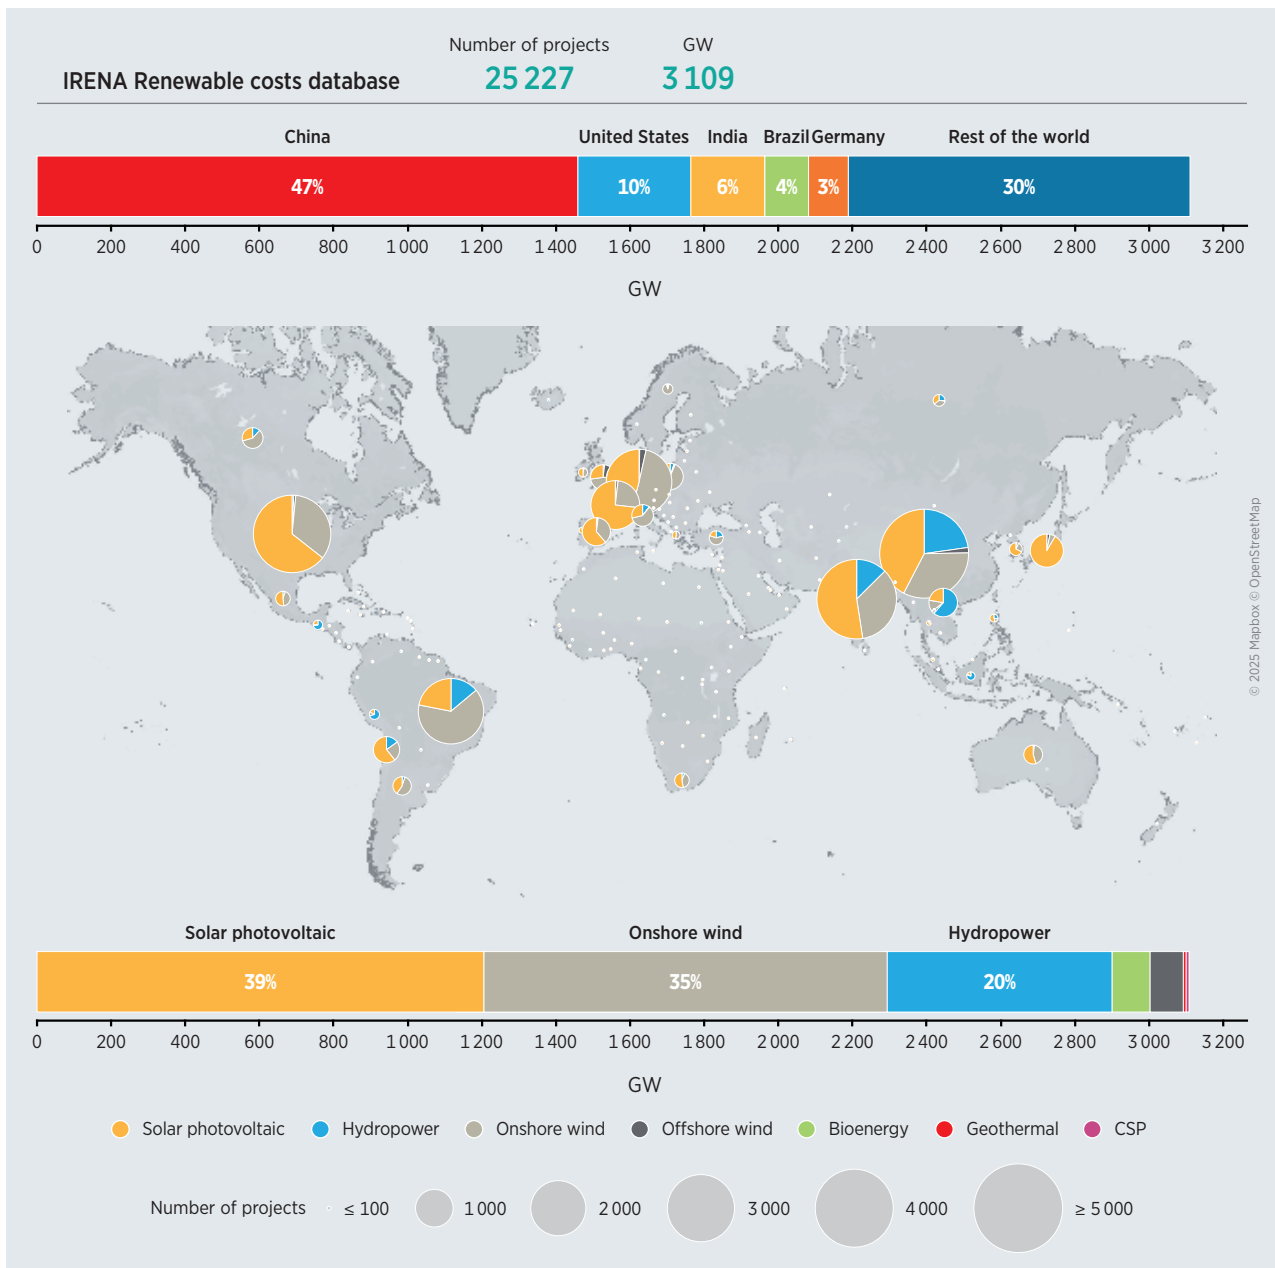 Number of projects GW
IRENA Renewable costs database 25 227 3 109
China United States India Brazil Germany Rest of the world
47% 10% 6% 4% 3% 30%
0 200 400 600 800 1 000 1 200 1 400 1 600 1 800 2 000 2 200 2 400 2 600 2 800 3 000 3 200
GW
© 2025 Mapbox © OpenStreetMap
Solar photovoltaic Onshore wind Hydropower
39% 35% 20%
0 200 400 600 800 1 000 1 200 1 400 1 600 1 800 2 000 2 200 2 400 2 600 2 800 3 000 3 200
GW
Solar photovoltaic Hydropower Onshore wind Offshore wind Bioenergy Geothermal CSP
Number of projects ≤ 100 1 000 2 000 3 000 4 000 ≥ 5 000